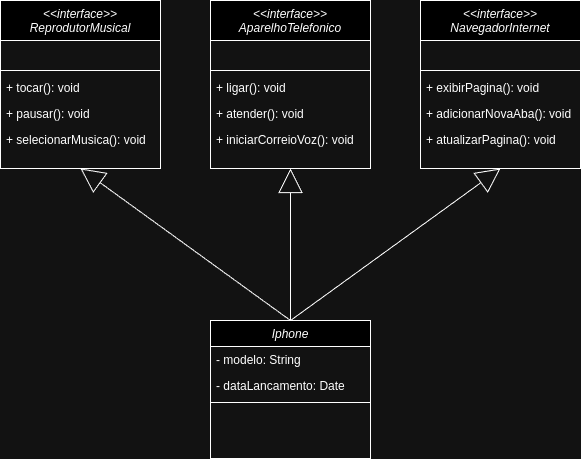 <<interface>>
ReprodutorMusical
+ tocar(): void
+ pausar(): void
+ selecionarMusica(): void
<<interface>>
AparelhoTelefonico
+ ligar(): void
+ atender(): void
+ iniciarCorreioVoz(): void
<<interface>>
NavegadorInternet
+ exibirPagina(): void
+ adicionarNovaAba(): void
+ atualizarPagina(): void
Iphone
- modelo: String
- dataLancamento: Date